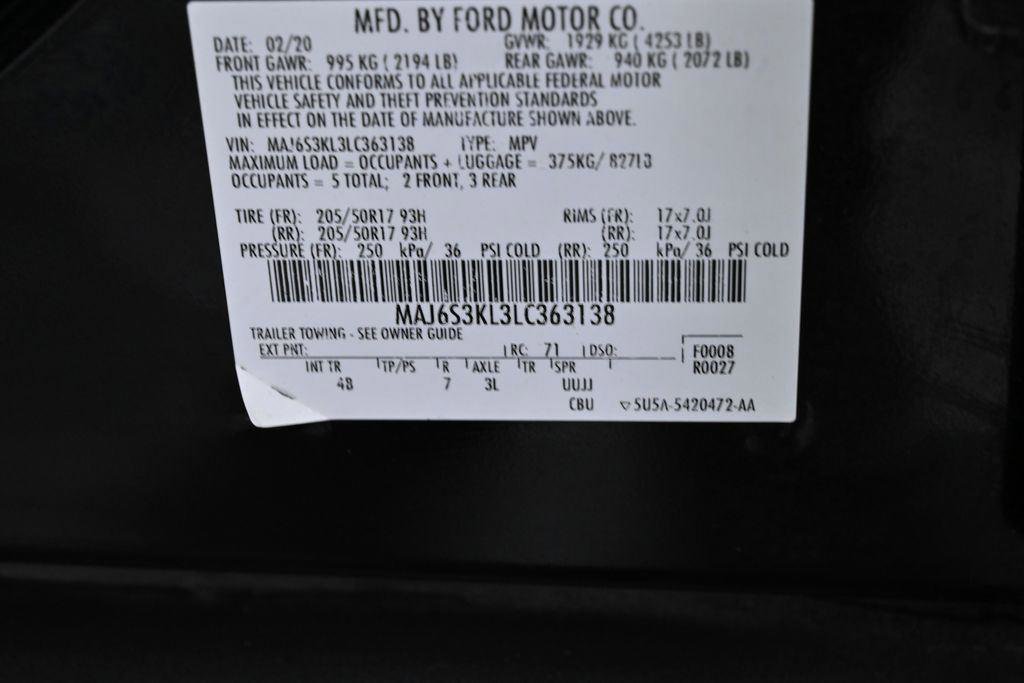 MFD. BY FORD MOTOR CO.
DATE: 02/20 GVWR: 1929 KG ( 4253 LB)
FRONT GAWR: 995 KG ( 2194 LB) REAR GAWR: 940 KG ( 2072 LB)
THIS VEHICLE CONFORMS TO ALL APPLICABLE FEDERAL MOTOR
VEHICLE SAFETY AND THEFT PREVENTION STANDARDS
IN EFFECT ON THE DATE OF MANUFACTURE SHOWN ABOVE.
VIN: MAJ6S3KL3LC363138 TYPE: MPV
MAXIMUM LOAD = OCCUPANTS + LUGGAGE = 375KG/ 827LB
OCCUPANTS = 5 TOTAL; 2 FRONT, 3 REAR
TIRE (FR): 205/50R17 93H RIMS (FR): 17x7.0J
(RR): 205/50R17 93H (RR): 17x7.0J
PRESSURE (FR): 250 kPa/ 36 PSI COLD (RR): 250 kPa/ 36 PSI COLD
MAJ6S3KL3LC363138
TRAILER TOWING - SEE OWNER GUIDE
EXT PNT: RC: 71 DSO: F0008
R0027
INT TR TP/PS R AXLE TR SPR
4B 7 3L UUJJ
CBU ▽5U5A-5420472-AA